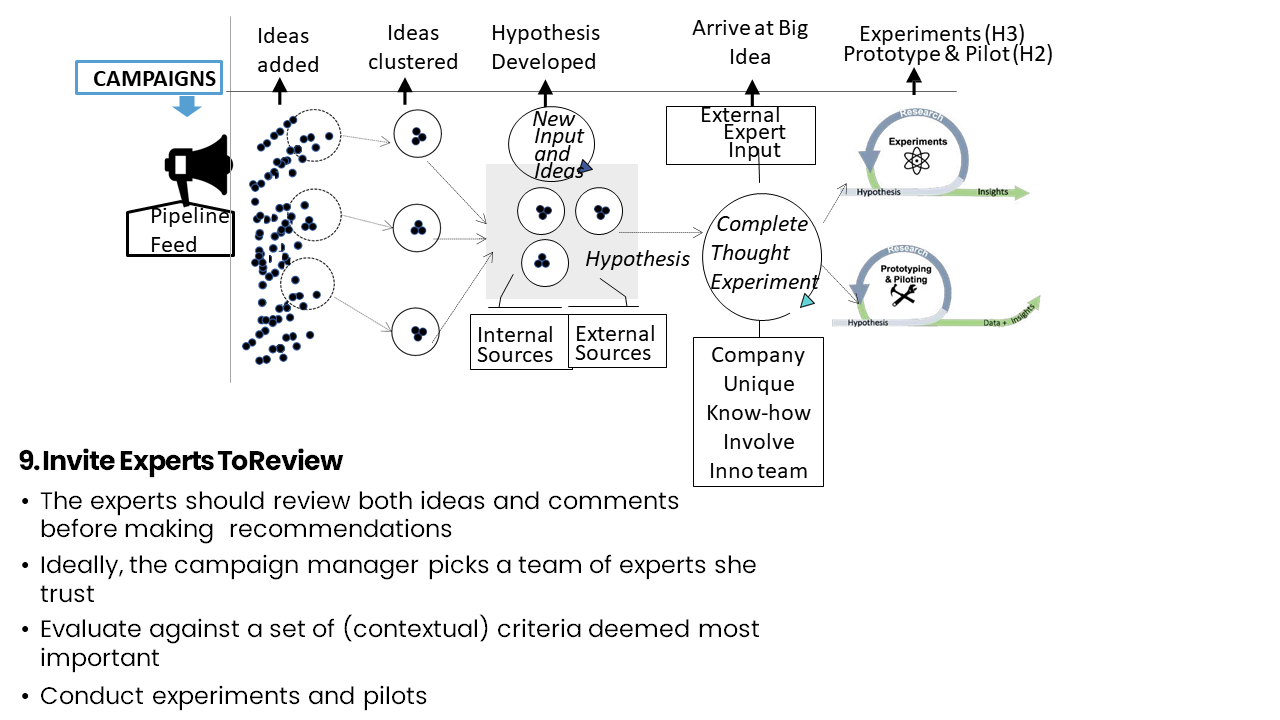 Ideas
added
Ideas
clustered
Hypothesis
Developed
Arrive at Big
Idea
Experiments (H3)
Prototype & Pilot (H2)
CAMPAIGNS
Pipeline
Feed
New
Input
and
Ideas
External
Expert
Input
Research
Experiments
Hypothesis
Insights
Complete
Thought
Experiment
Hypothesis
Research
Prototyping
& Piloting
Hypothesis
Data + Insights
Internal
Sources
External
Sources
Company
Unique
Know-how
Involve
Inno team
9. Invite Experts To Review
• The experts should review both ideas and comments
before making recommendations
• Ideally, the campaign manager picks a team of experts she
trust
• Evaluate against a set of (contextual) criteria deemed most
important
• Conduct experiments and pilots